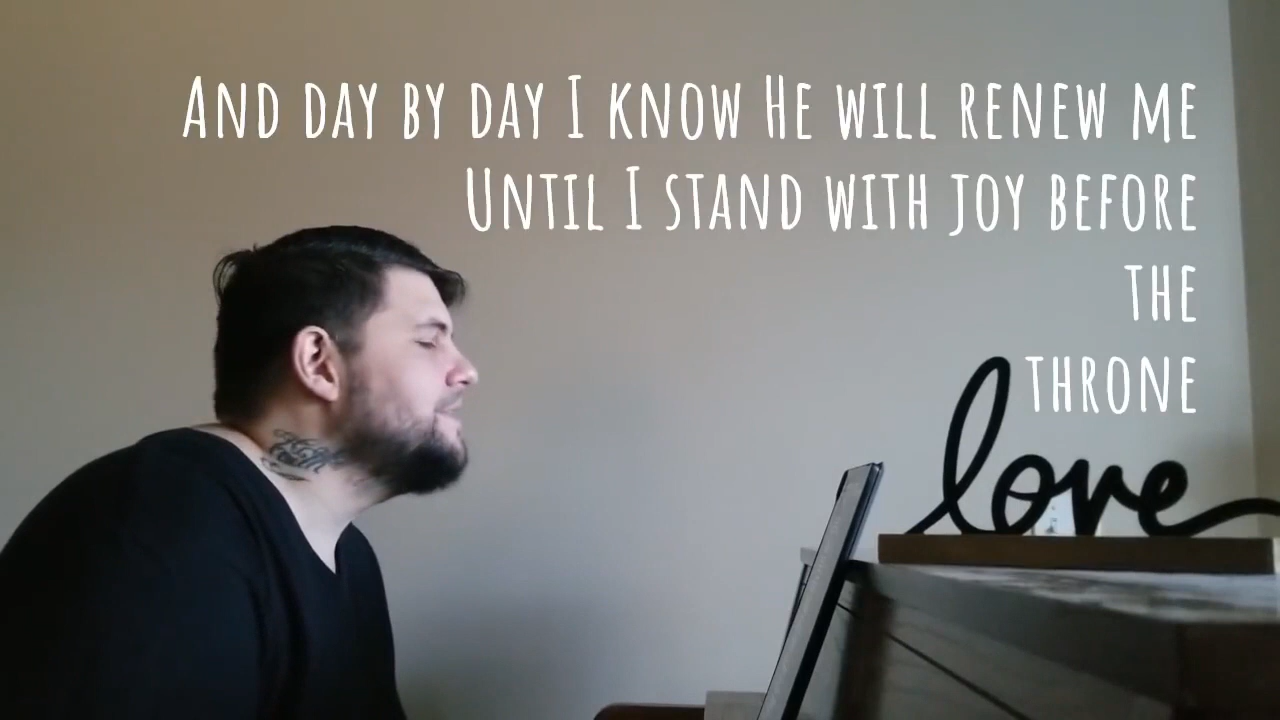 And day by day I know He will renew me
Until I stand with joy before
the
throne
love